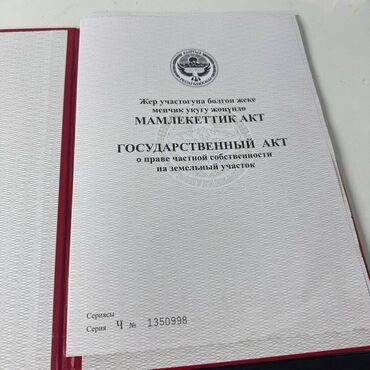 Жер участогуна болгон жеке
менчик укугу жөнүндө
МАМЛЕКЕТТИК АКТ
ГОСУДАРСТВЕННЫЙ АКТ
о праве частной собственности
на земельный участок
Сериясы
Серия Ч № 1350998